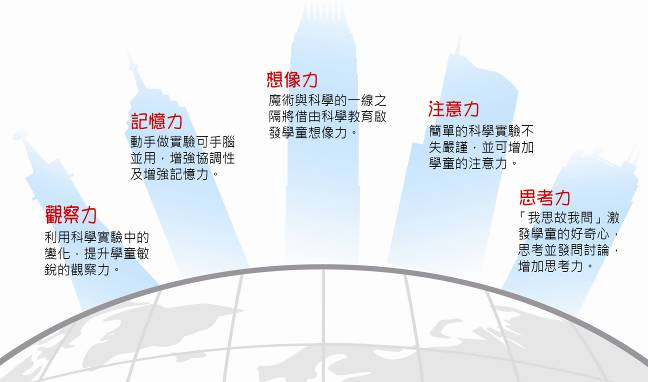 觀察力
利用科學實驗中的
變化，提升學童敏
銳的觀察力。
記憶力
動手做實驗可手腦
並用，增強協調性
及增強記憶力。
想像力
魔術與科學的一線之
隔將借由科學教育啟
發學童想像力。
注意力
簡單的科學實驗不
失嚴謹，並可增加
學童的注意力。
思考力
「我思故我問」激
發學童的好奇心，
思考並發問討論，
增加思考力。